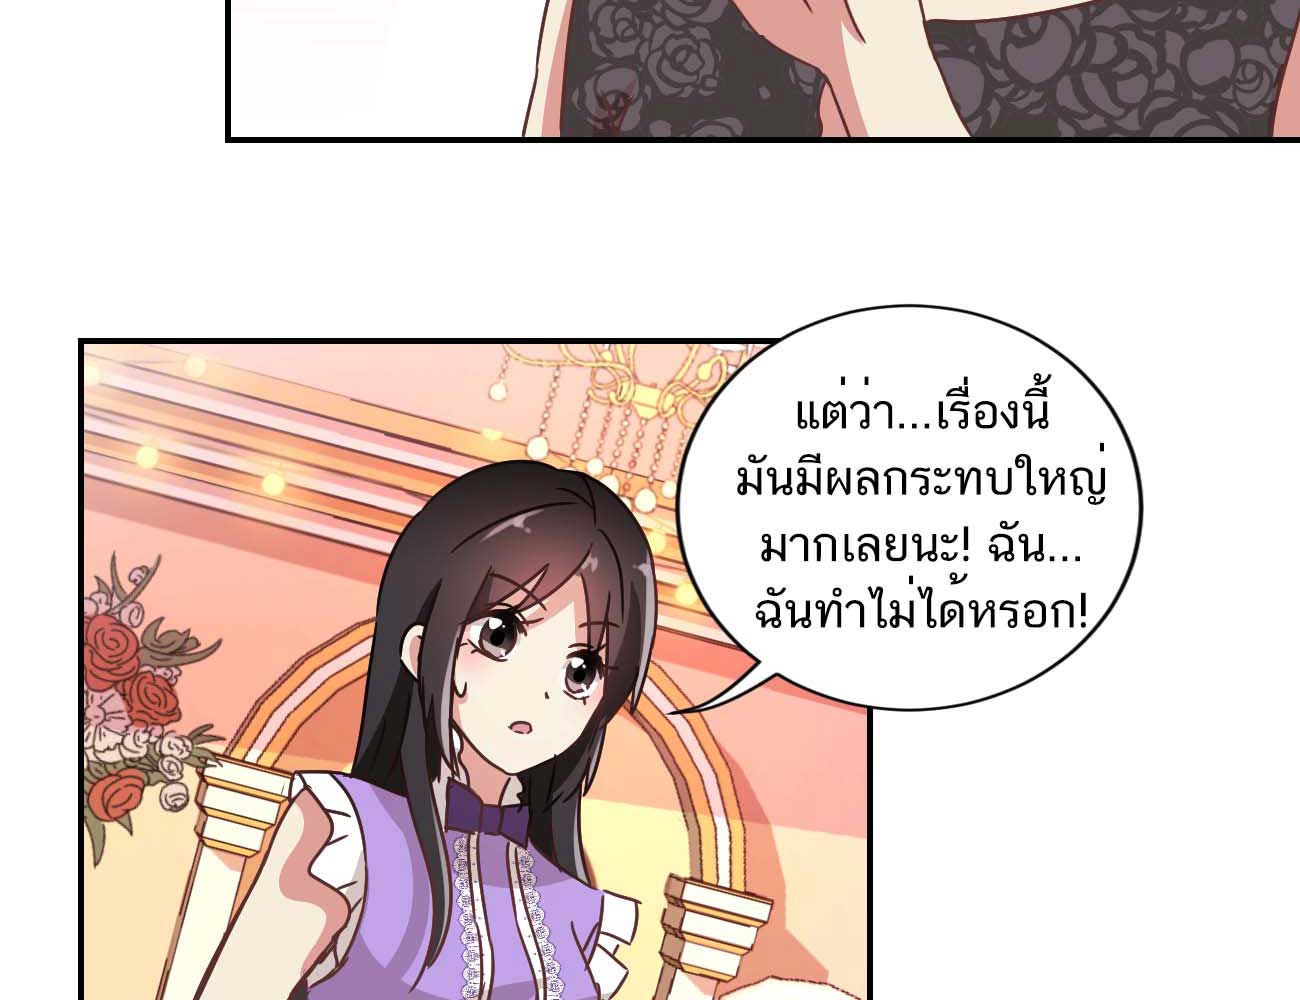 แต่ว่า...เรื่องนี้
มันมีผลกระทบใหญ่
มากเลยนะ! ฉัน...
ฉันทำไม่ได้หรอก!